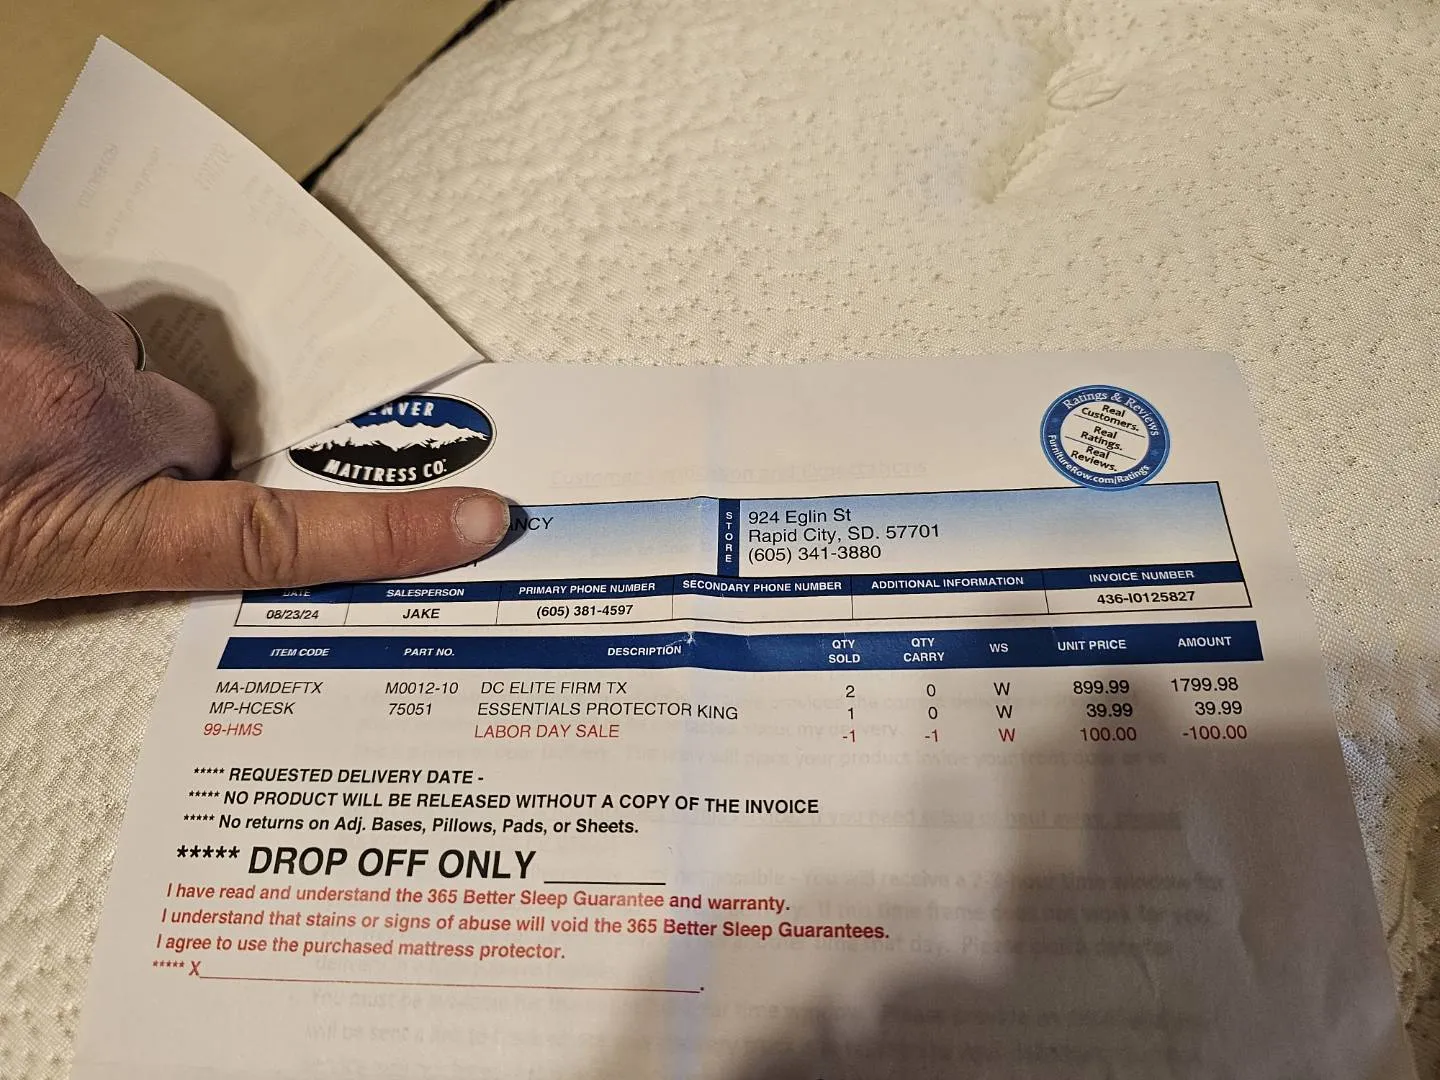 NVER
MATTRESS CO.
Ratings & Reviews
Real
Customers.
Real
Ratings.
Real
Reviews.
FurnitureRow.com/Ratings
NCY
STORE
924 Eglin St
Rapid City, SD. 57701
(605) 341-3880
DATE SALESPERSON PRIMARY PHONE NUMBER SECONDARY PHONE NUMBER ADDITIONAL INFORMATION INVOICE NUMBER
08/23/24 JAKE (605) 381-4597 436-I0125827
ITEM CODE PART NO. DESCRIPTION QTY SOLD QTY CARRY WS UNIT PRICE AMOUNT
MA-DMDEFTX M0012-10 DC ELITE FIRM TX 2 0 W 899.99 1799.98
MP-HCESK 75051 ESSENTIALS PROTECTOR KING 1 0 W 39.99 39.99
99-HMS LABOR DAY SALE -1 -1 W 100.00 -100.00
***** REQUESTED DELIVERY DATE -
***** NO PRODUCT WILL BE RELEASED WITHOUT A COPY OF THE INVOICE
***** No returns on Adj. Bases, Pillows, Pads, or Sheets.
***** DROP OFF ONLY ________
I have read and understand the 365 Better Sleep Guarantee and warranty.
I understand that stains or signs of abuse will void the 365 Better Sleep Guarantees.
I agree to use the purchased mattress protector.
***** X______________________________.